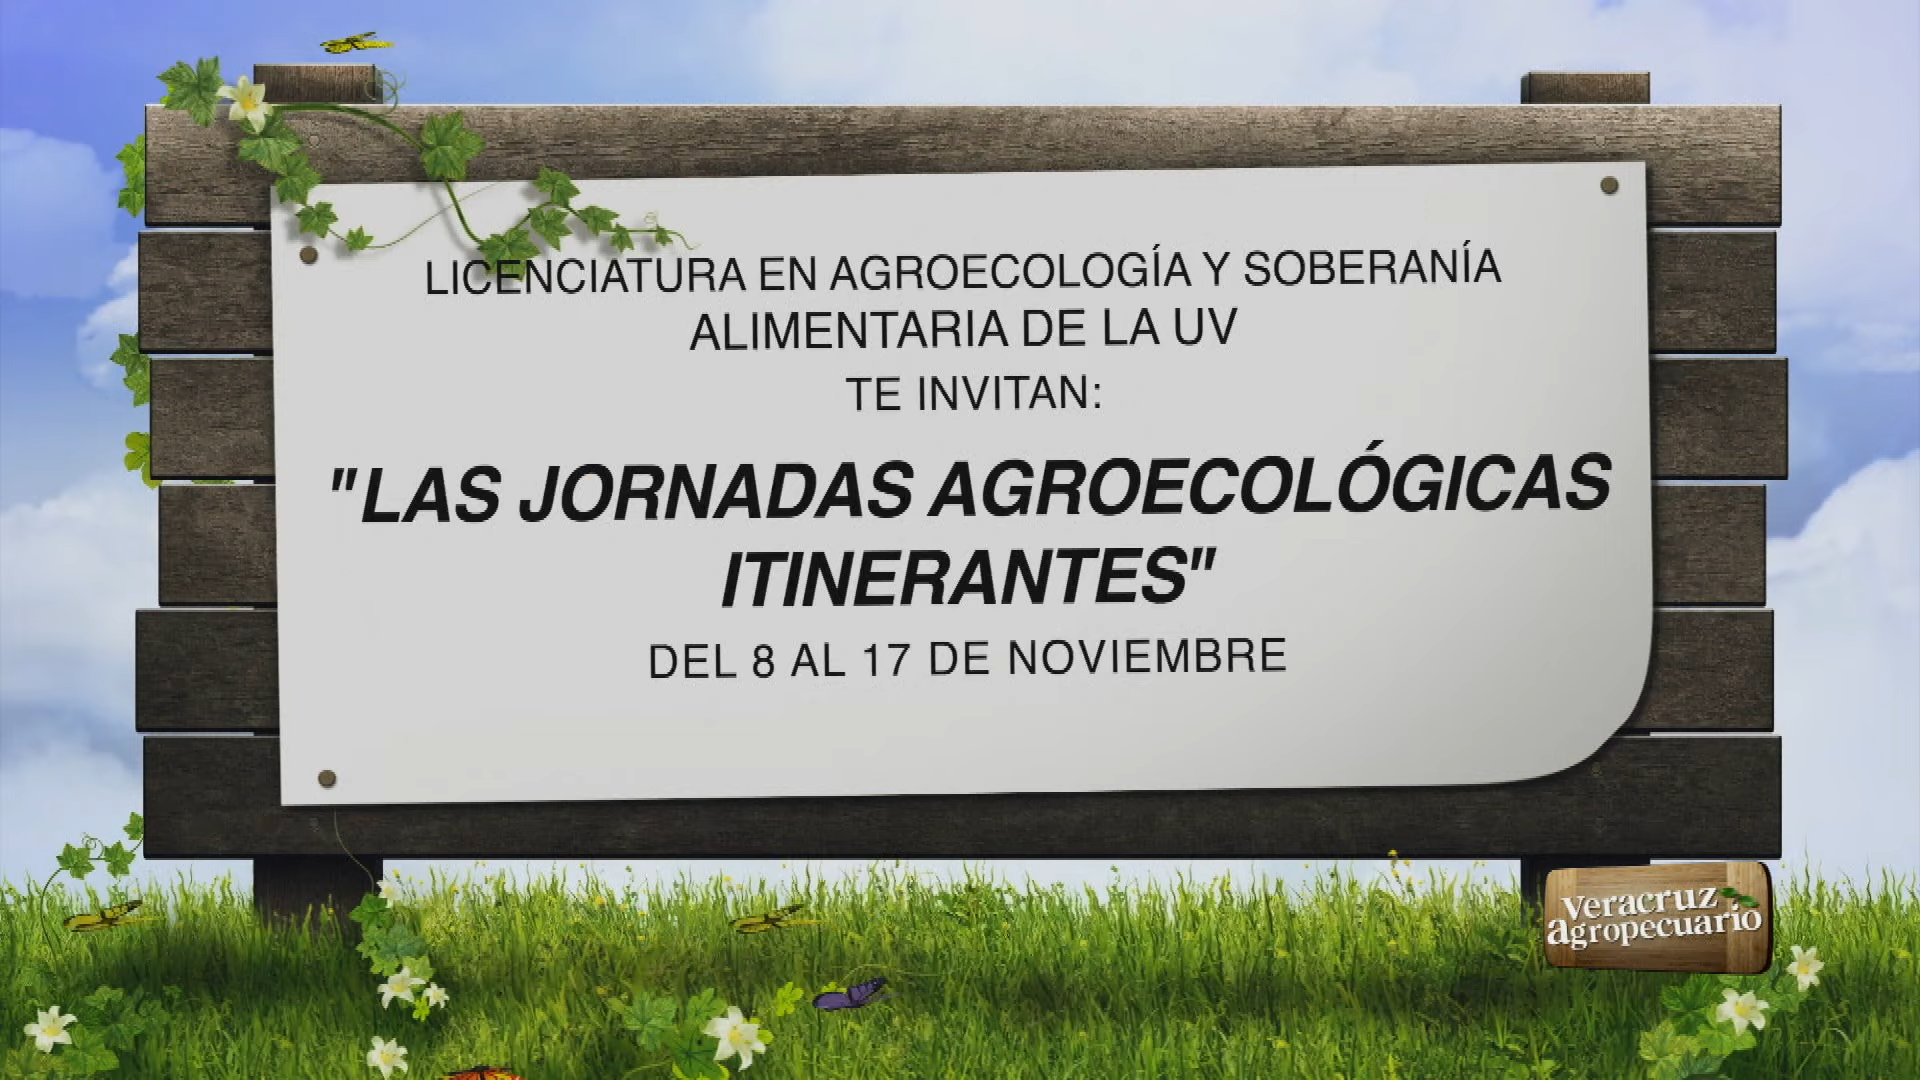 LICENCIATURA EN AGROECOLOGÍA Y SOBERANÍA
ALIMENTARIA DE LA UV
TE INVITAN:
"LAS JORNADAS AGROECOLÓGICAS
ITINERANTES"
DEL 8 AL 17 DE NOVIEMBRE
veracruz
agropecuario